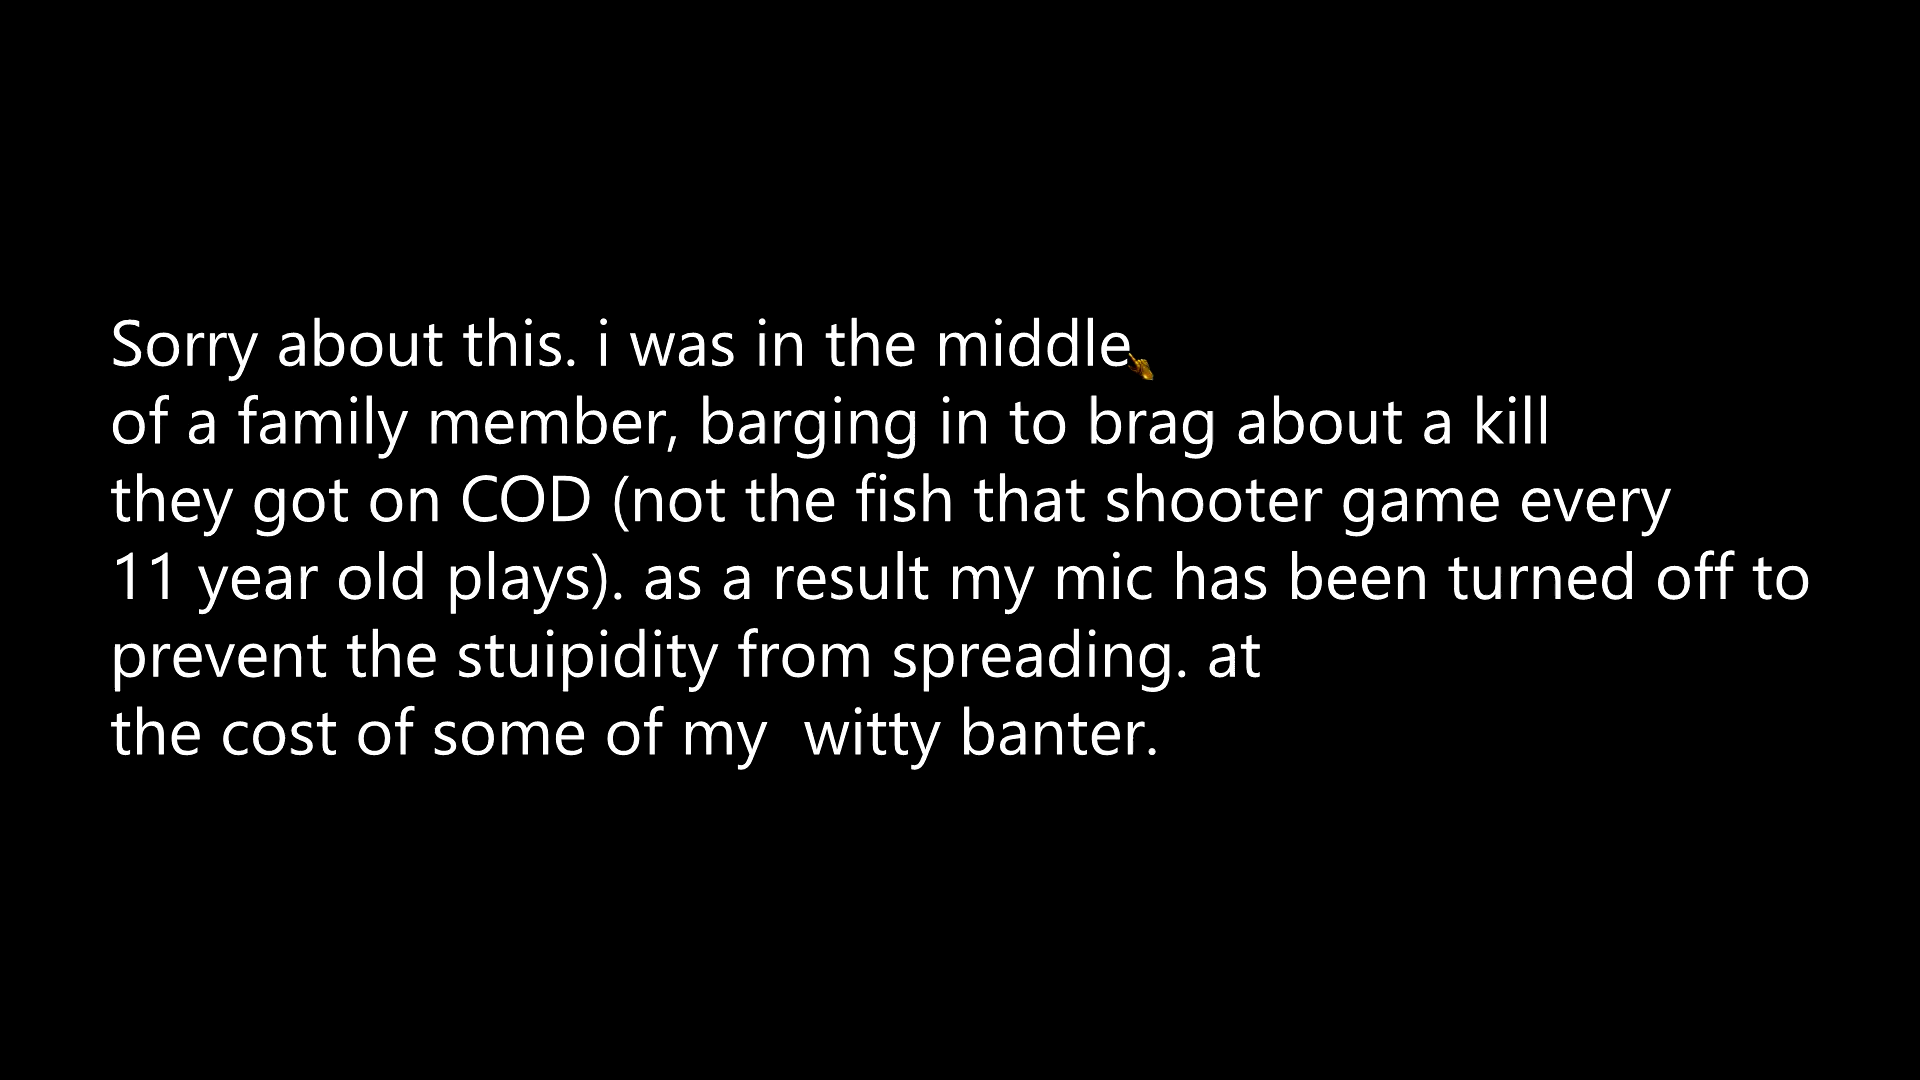 Sorry about this. i was in the middle
of a family member, barging in to brag about a kill
they got on COD (not the fish that shooter game every
11 year old plays). as a result my mic has been turned off to
prevent the stuipidity from spreading. at
the cost of some of my  witty banter.